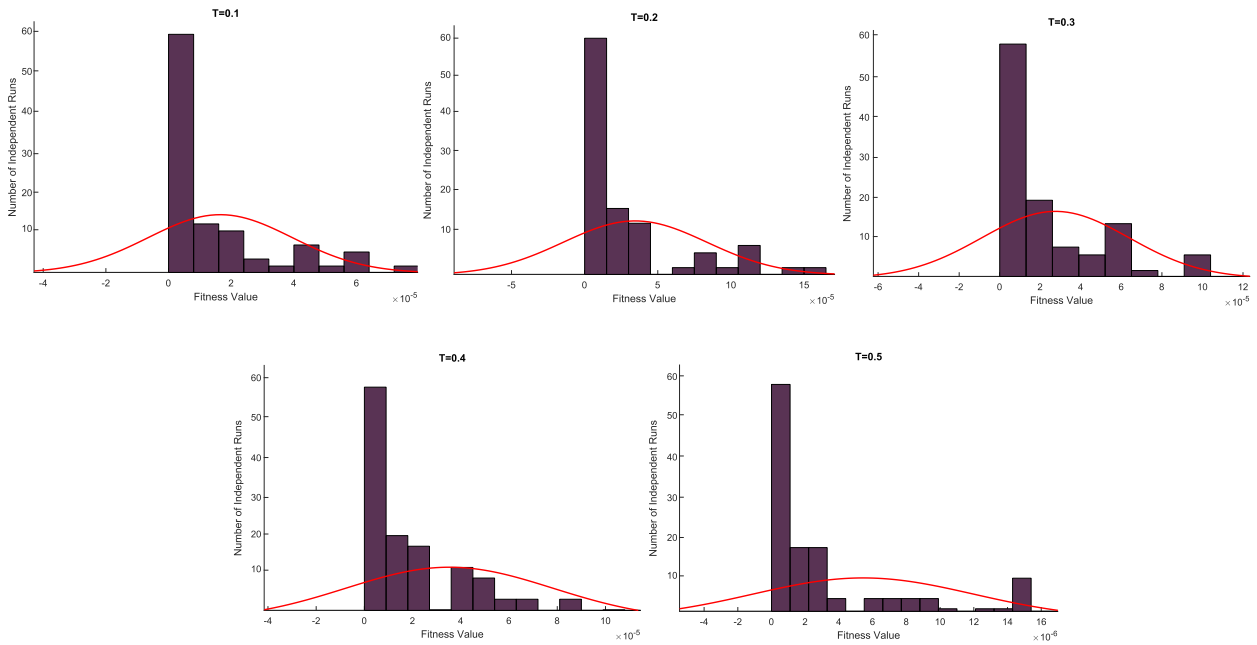 T=0.1
Number of Independent Runs
60
50
40
30
20
10
-4 -2 0 2 4 6
Fitness Value
×10^-5
T=0.2
Number of Independent Runs
60
50
40
30
20
10
-5 0 5 10 15
Fitness Value
×10^-5
T=0.3
Number of Independent Runs
60
50
40
30
20
10
-6 -4 -2 0 2 4 6 8 10 12
Fitness Value
×10^-5
T=0.4
Number of Independent Runs
60
50
40
30
20
10
-4 -2 0 2 4 6 8 10
Fitness Value
×10^-5
T=0.5
Number of Independent Runs
60
50
40
30
20
10
-4 -2 0 2 4 6 8 10 12 14 16
Fitness Value
×10^-6